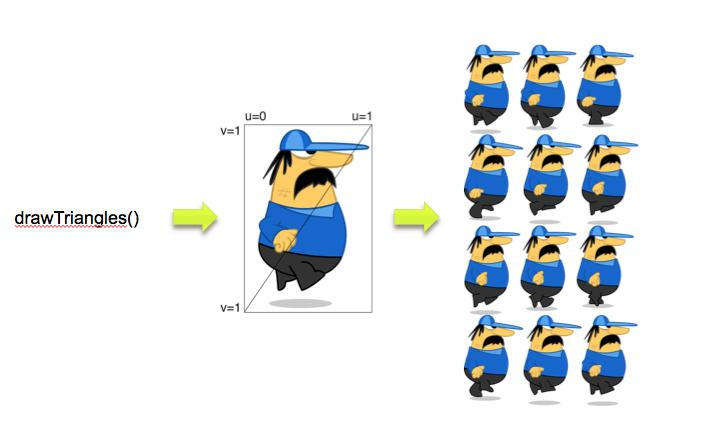 u=0 u=1
v=1
drawTriangles()
v=1